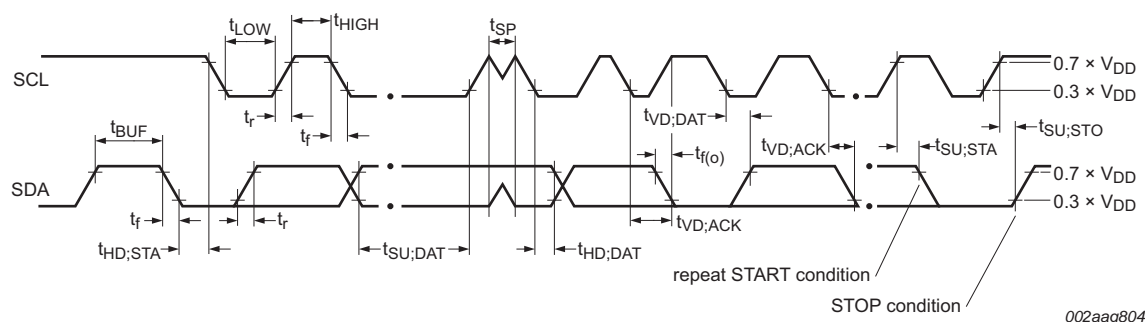 tLOW
tHIGH
tSP
SCL
0.7 × VDD
0.3 × VDD
tr
tf
tVD;DAT
tSU;STO
tBUF
tf(o)
tVD;ACK
tSU;STA
SDA
0.7 × VDD
0.3 × VDD
tf
tr
tVD;ACK
tHD;STA
tSU;DAT
tHD;DAT
repeat START condition
STOP condition
002aag804